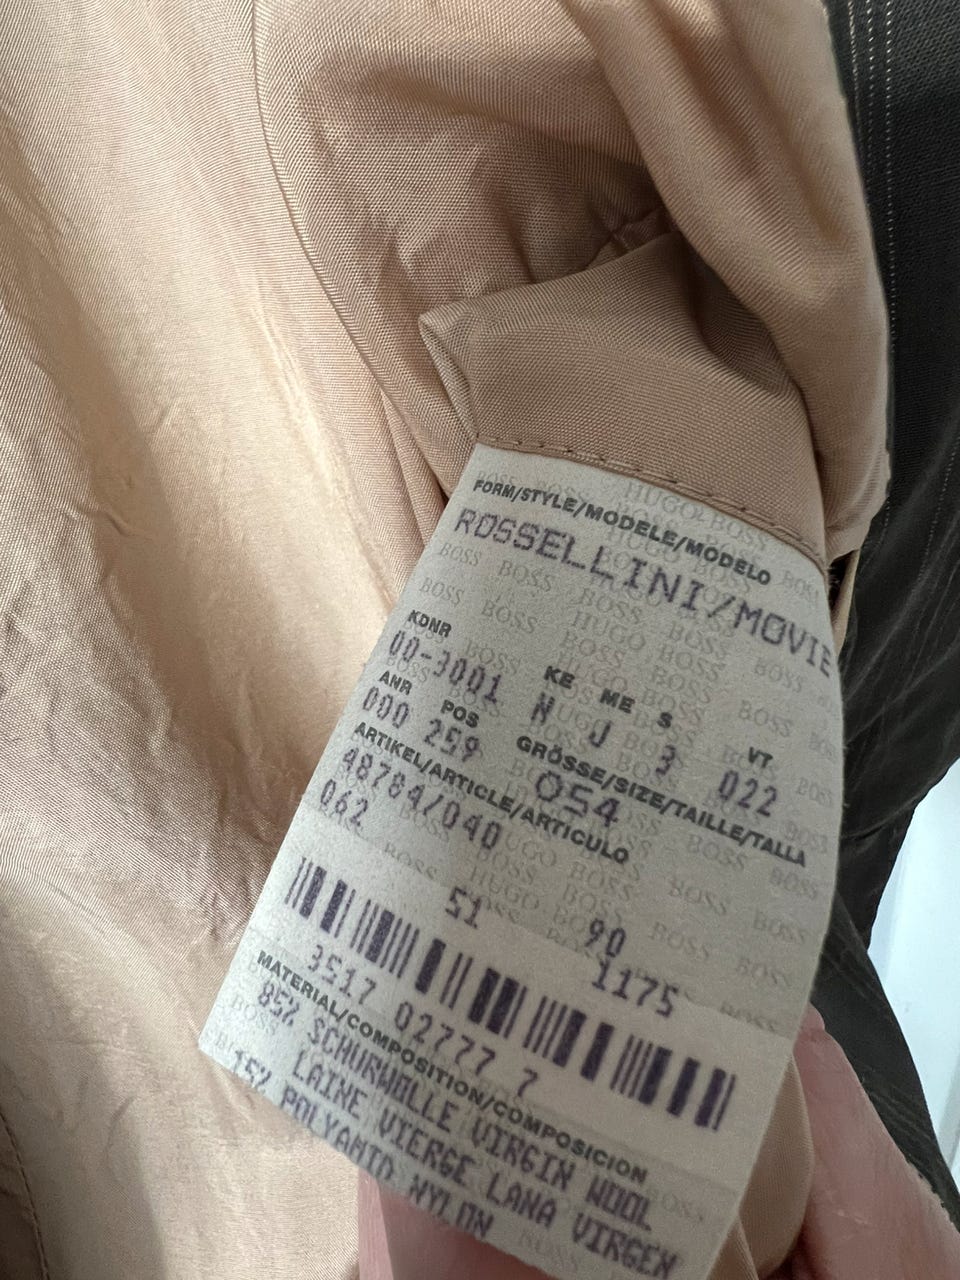 FORM/STYLE/MODELE/MODELO
ROSSELLINI/MOVIE
KDNR KE ME S VT
00-3001 N J 3 022
ANR POS GRÖSSE/SIZE/TAILLE/TALLA
000 259 054
ARTIKEL/ARTICLE/ARTICULO
48784/040
062
51 90
1175
3517 02777 7
MATERIAL/COMPOSITION/COMPOSICION
85% SCHURWOLLE VIRGIN WOOL
LAINE VIERGE LANA VIRGEN
15% POLYAMID NYLON